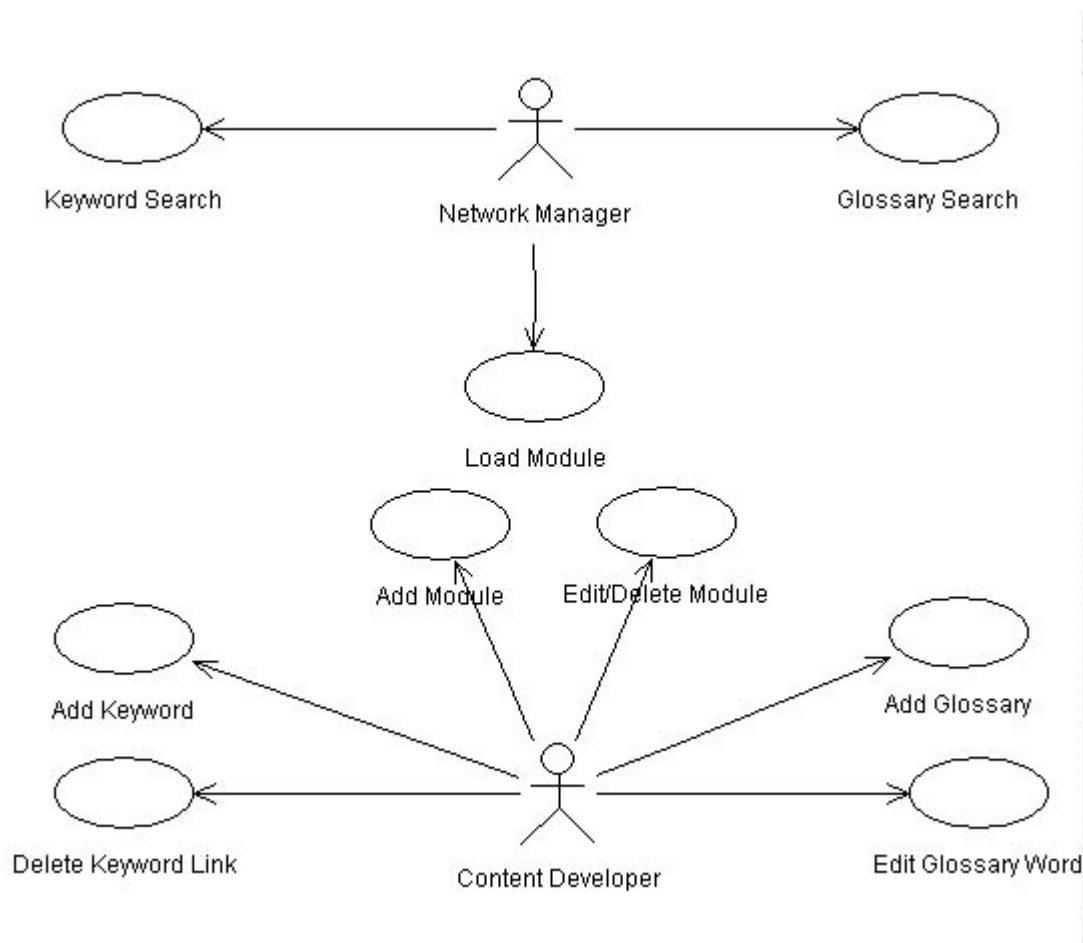 Keyword Search
Network Manager
Glossary Search
Load Module
Add Module
Edit/Delete Module
Add Keyword
Add Glossary
Delete Keyword Link
Content Developer
Edit Glossary Word